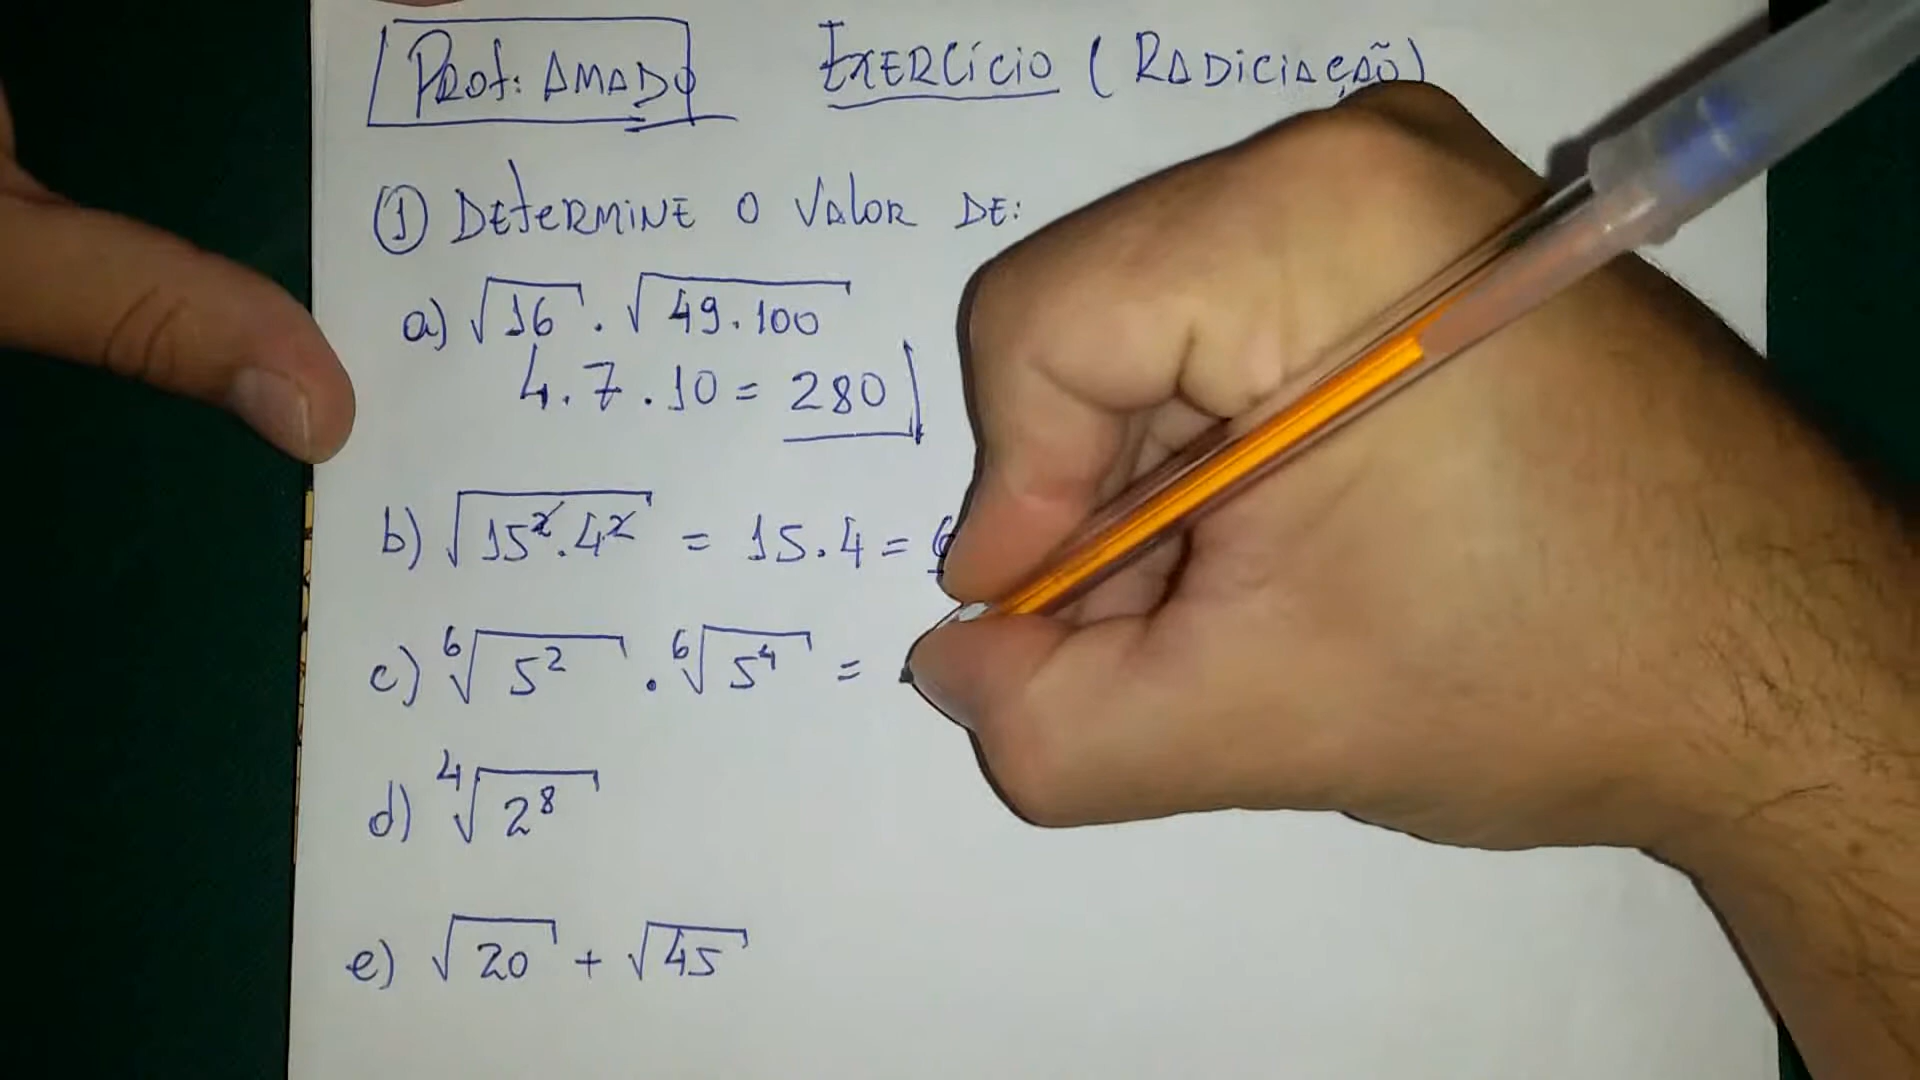 Prof: AMADO
EXERCÍCIO (RADICIAÇÃO)
① DETERMINE O VALOR DE:
a) √16 . √49.100
4.7.10 = 280
b) √15².4² = 15.4 =
c) ⁶√5² . ⁶√5⁴ =
d) ⁴√2⁸
e) √20 + √45